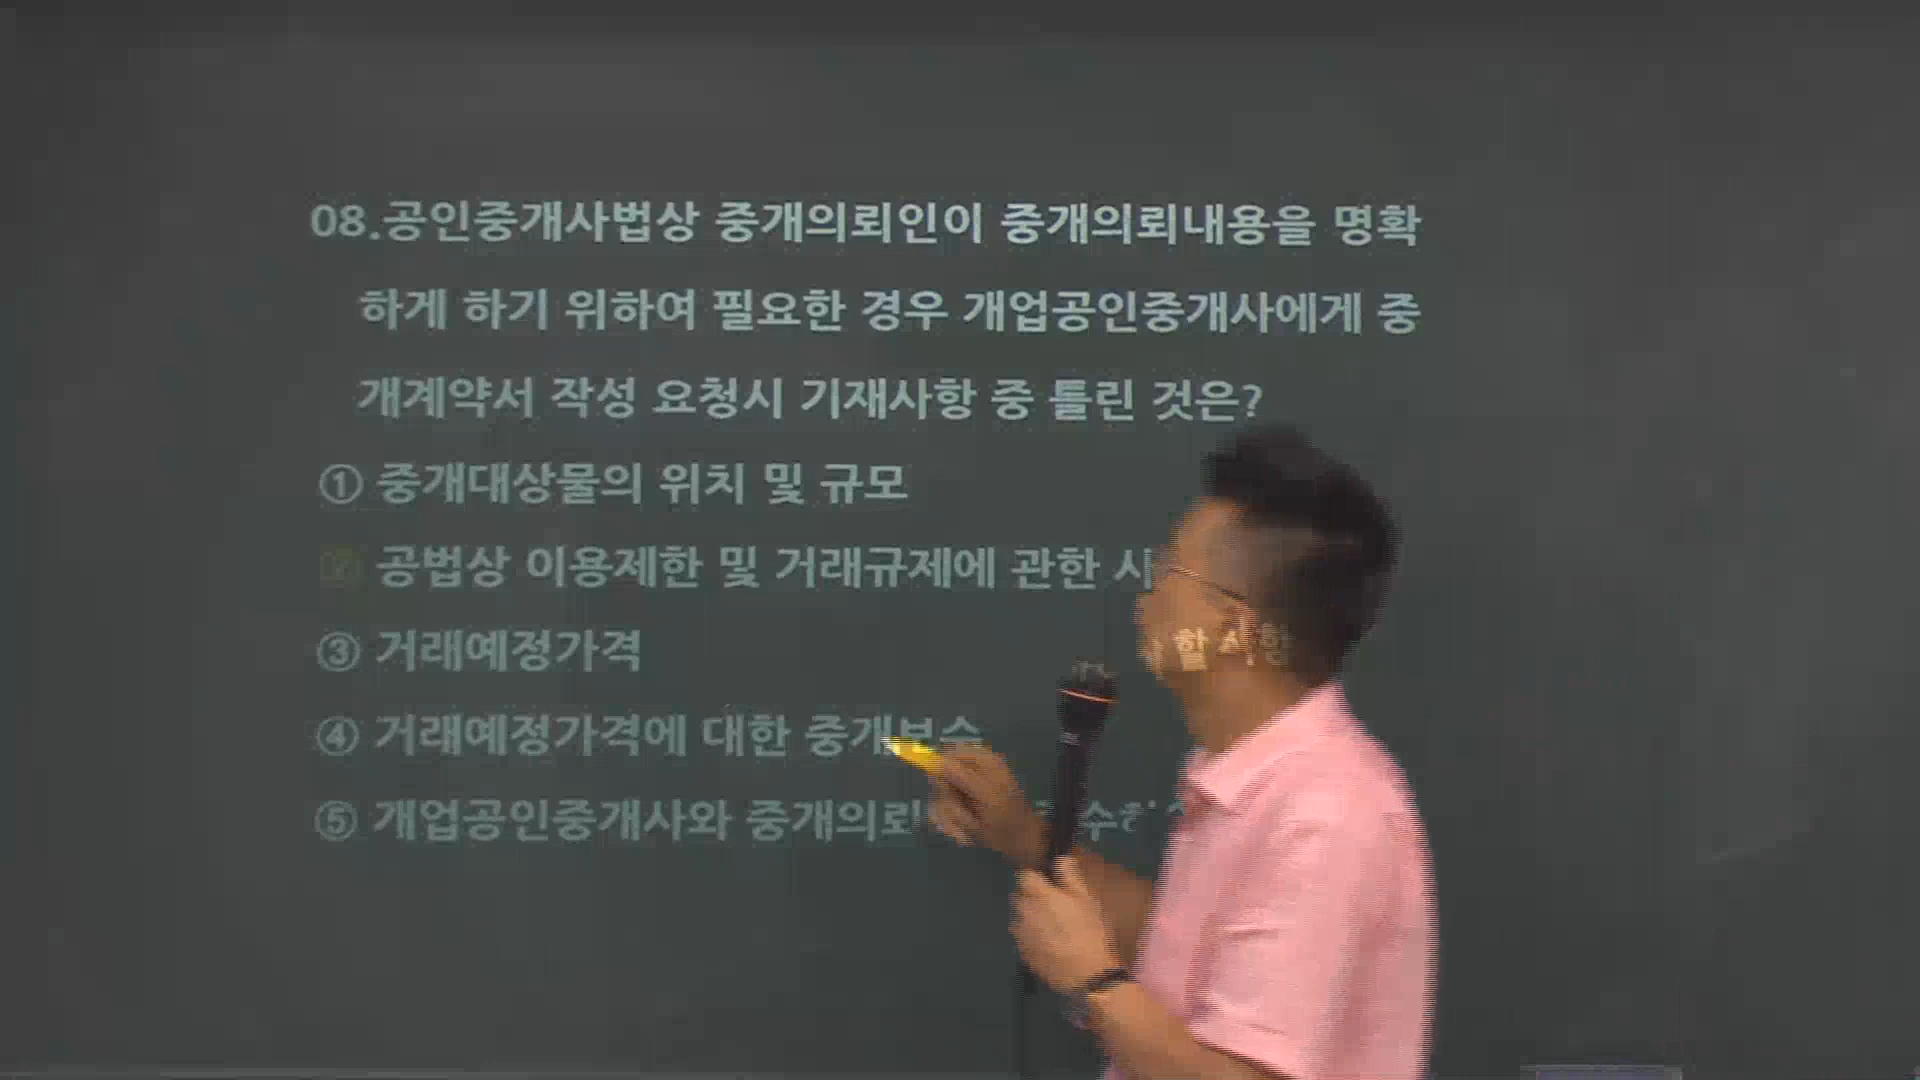 08.공인중개사법상 중개의뢰인이 중개의뢰내용을 명확
하게 하기 위하여 필요한 경우 개업공인중개사에게 중
개계약서 작성 요청시 기재사항 중 틀린 것은?
① 중개대상물의 위치 및 규모
② 공법상 이용제한 및 거래규제에 관한
③ 거래예정가격
④ 거래예정가격에 대한 중개보수
⑤ 개업공인중개사와 할 사항